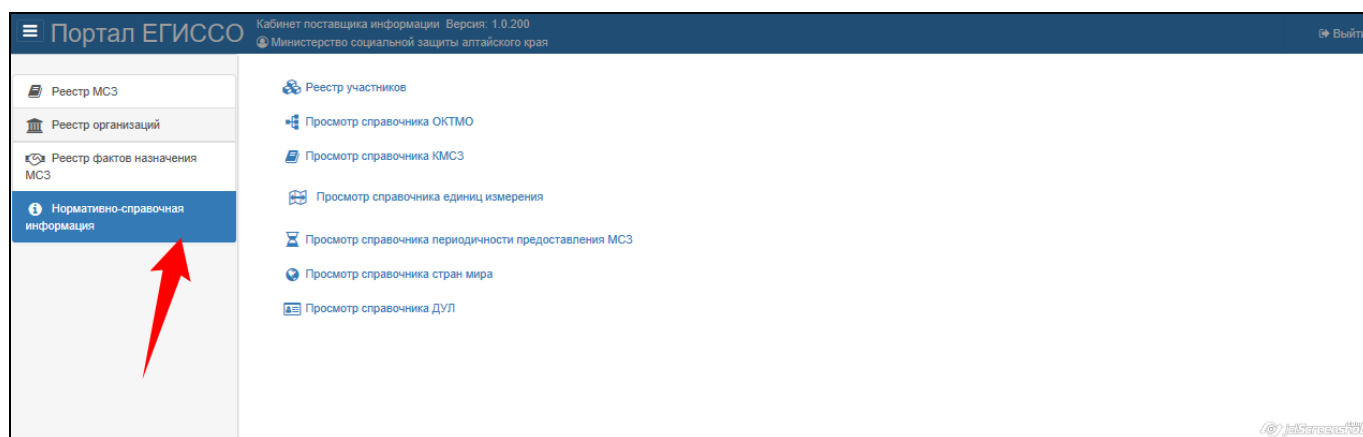 Портал ЕГИССО
Кабинет поставщика информации Версия: 1.0.200
Министерство социальной защиты алтайского края
Выйти
Реестр МСЗ
Реестр организаций
Реестр фактов назначения
МСЗ
Нормативно-справочная
информация
Реестр участников
Просмотр справочника ОКТМО
Просмотр справочника КМСЗ
Просмотр справочника единиц измерения
Просмотр справочника периодичности предоставления МСЗ
Просмотр справочника стран мира
Просмотр справочника ДУЛ